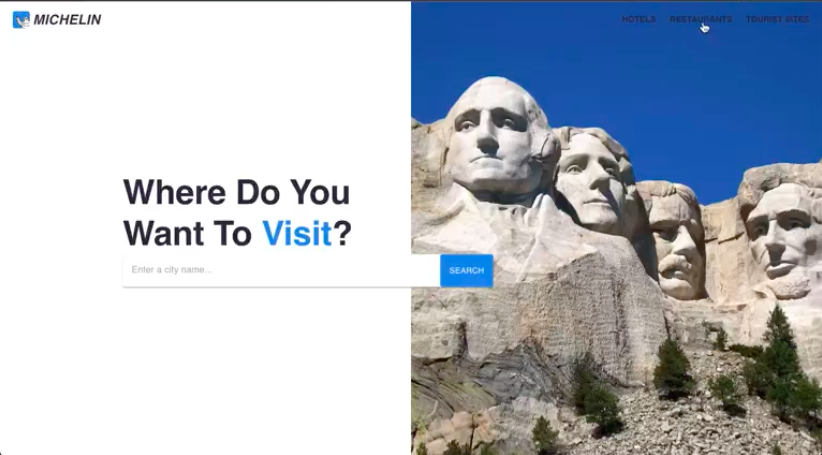 MICHELIN
HOTELS RESTAURANTS TOURIST SITES
Where Do You
Want To Visit?
Enter a city name...
SEARCH